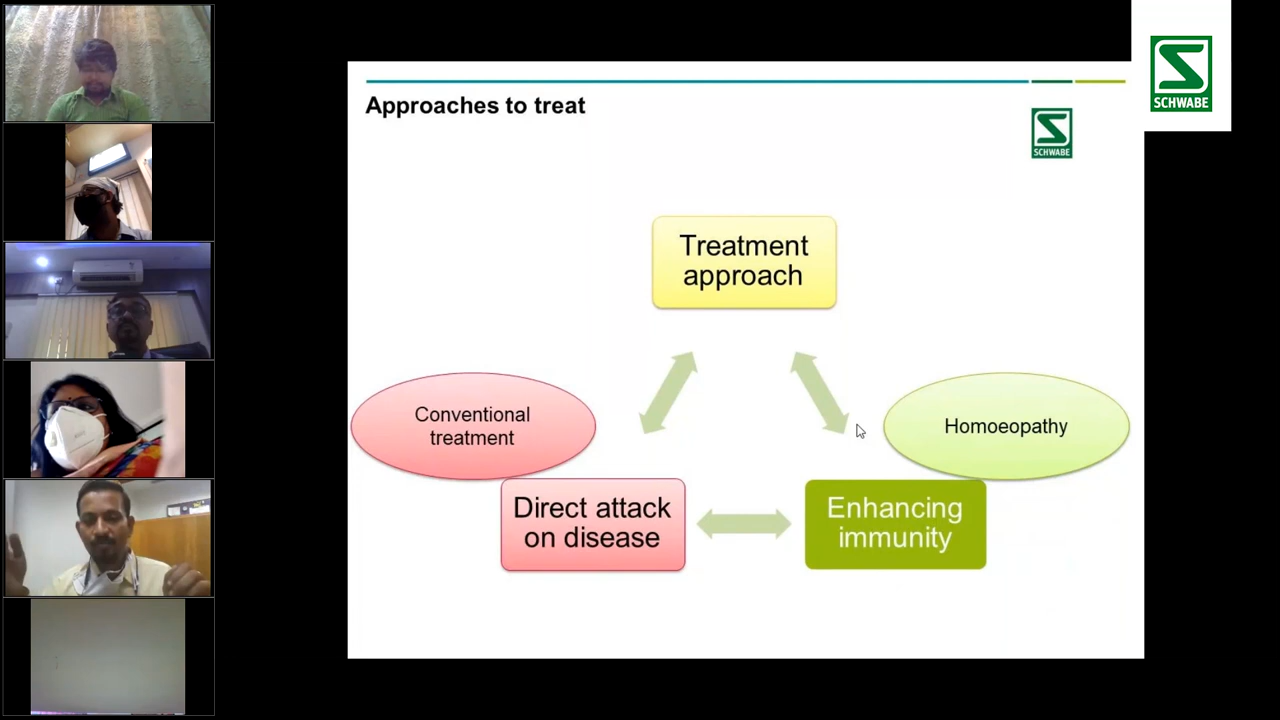 SCHWABE
Approaches to treat
SCHWABE
Treatment
approach
Conventional
treatment
Homoeopathy
Direct attack
on disease
Enhancing
immunity